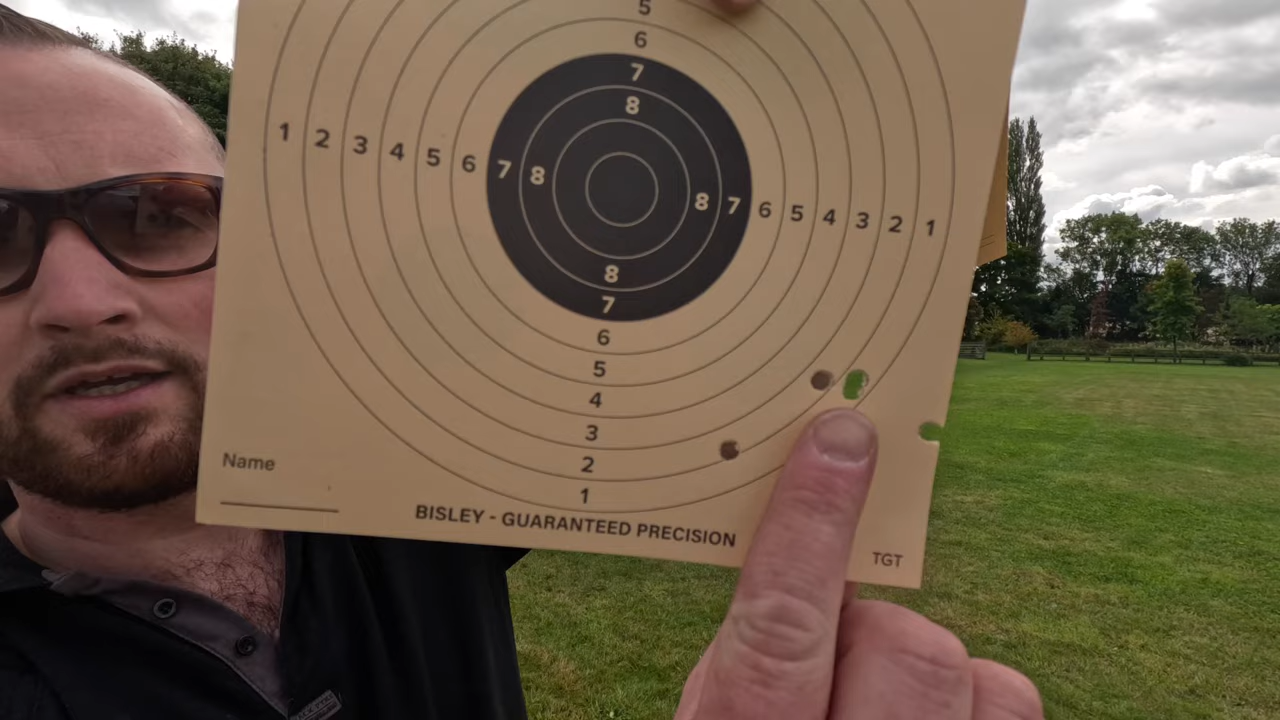 5
6
7
8
1 2 3 4 5 6 7 8
8 7 6 5 4 3 2 1
8
7
6
5
4
3
2
1
Name
BISLEY - GUARANTEED PRECISION
TGT